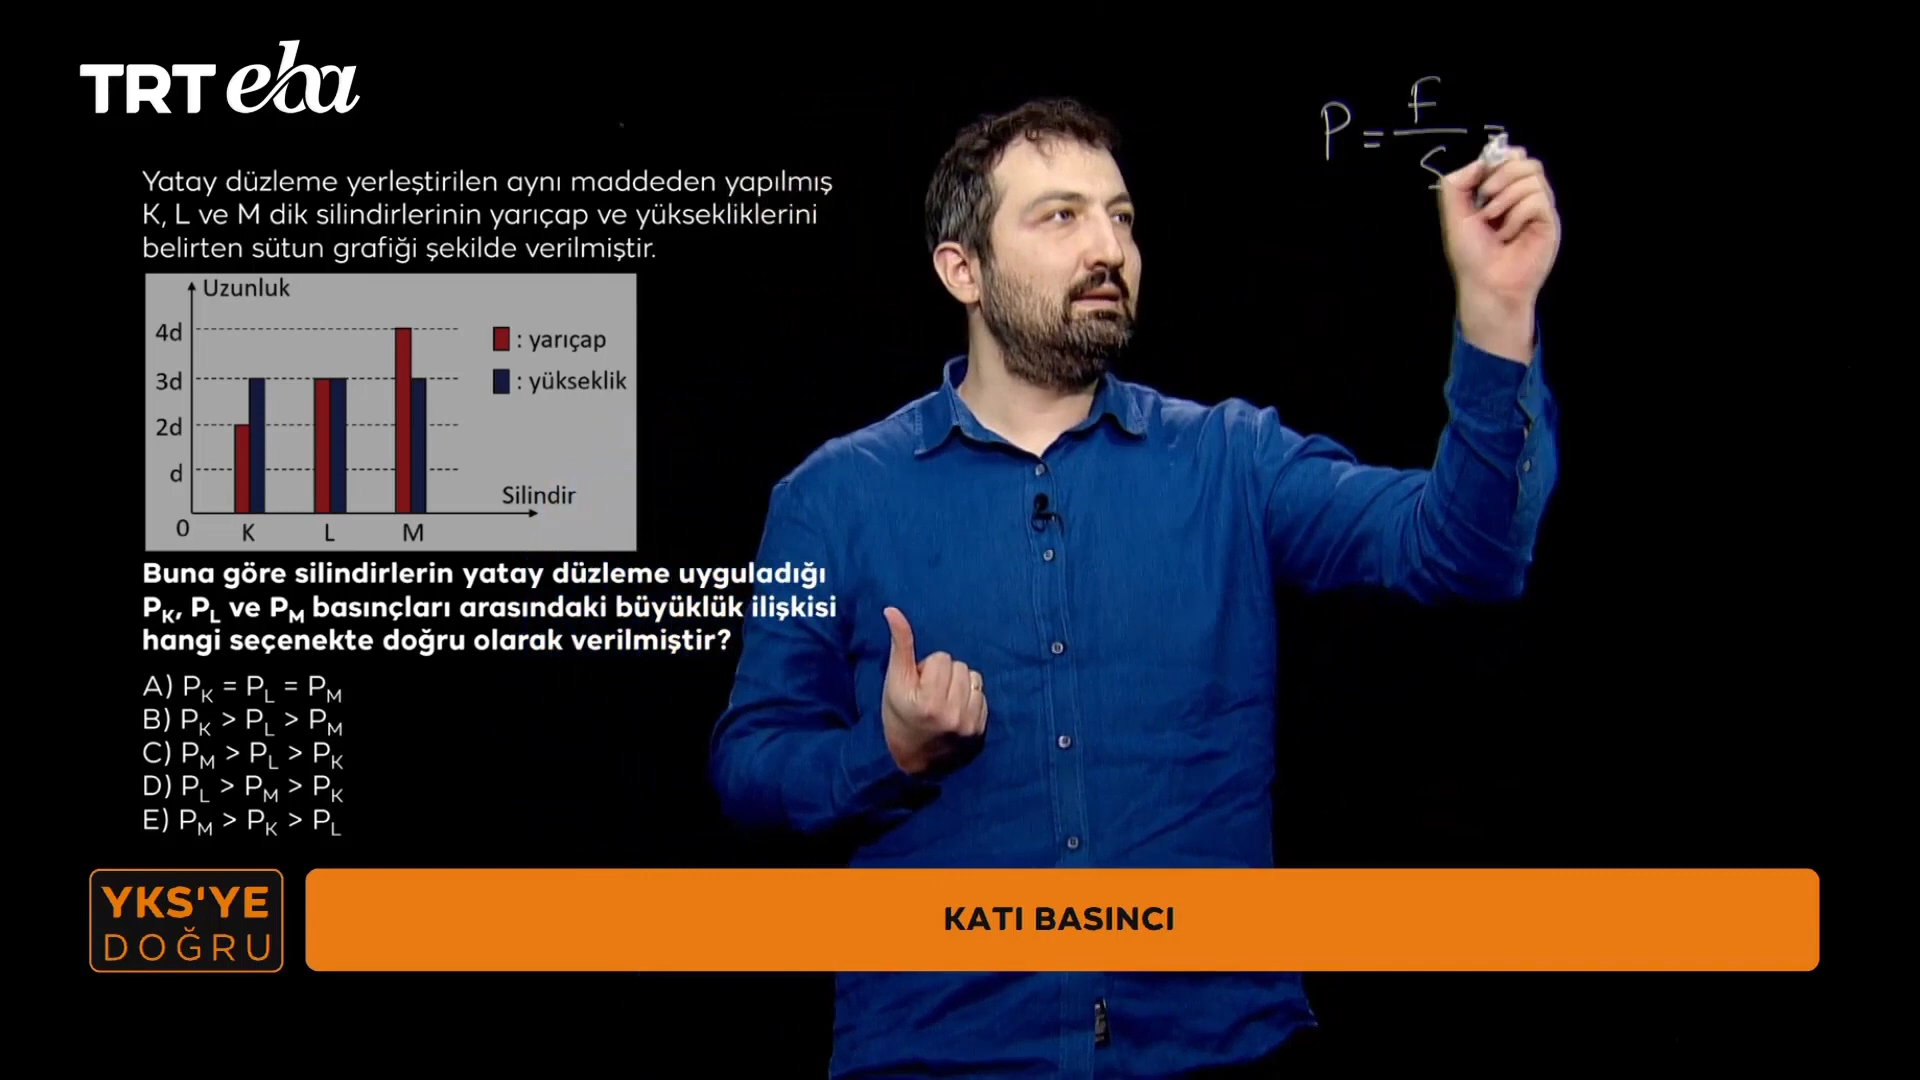 TRT eba
P = F / S =
Yatay düzleme yerleştirilen aynı maddeden yapılmış
K, L ve M dik silindirlerinin yarıçap ve yüksekliklerini
belirten sütun grafiği şekilde verilmiştir.
Uzunluk
4d
3d
2d
d
0
K L M
Silindir
: yarıçap
: yükseklik
Buna göre silindirlerin yatay düzleme uyguladığı
PK, PL ve PM basınçları arasındaki büyüklük ilişkisi
hangi seçenekte doğru olarak verilmiştir?
A) PK = PL = PM
B) PK > PL > PM
C) PM > PL > PK
D) PL > PM > PK
E) PM > PK > PL
YKS'YE
DOĞRU
KATI BASINCI